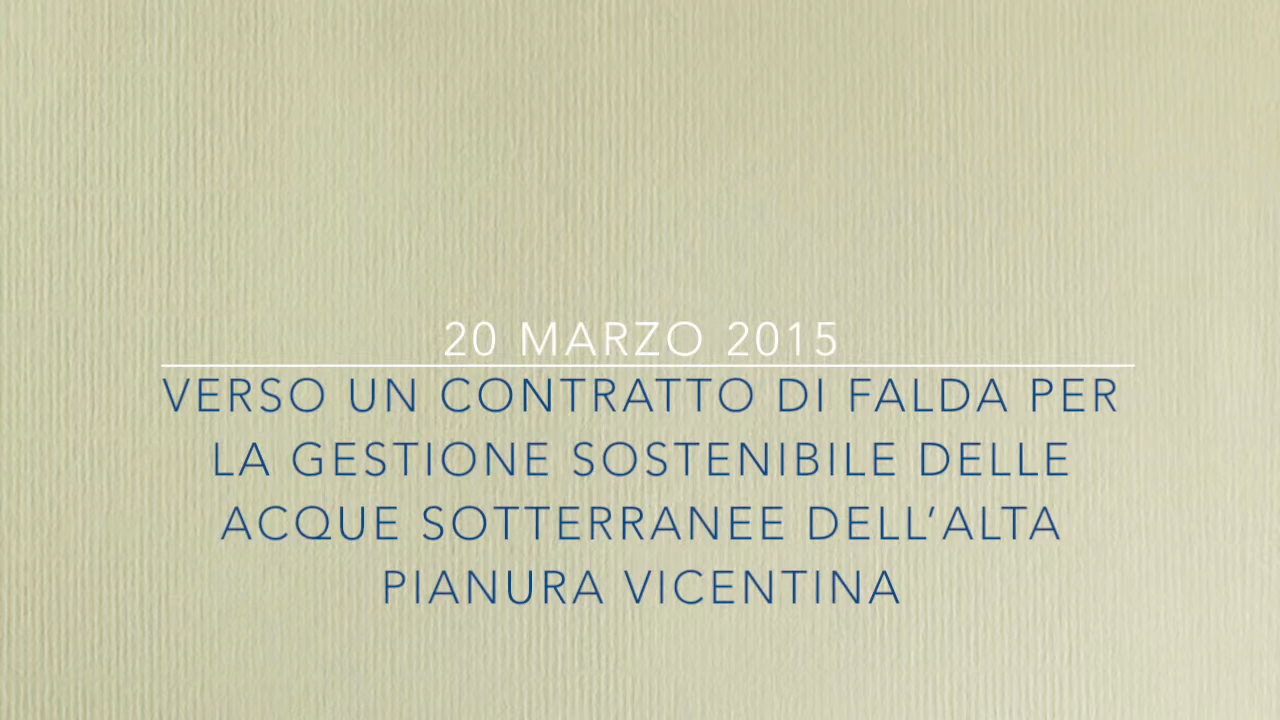 20 MARZO 2015
VERSO UN CONTRATTO DI FALDA PER
LA GESTIONE SOSTENIBILE DELLE
ACQUE SOTTERRANEE DELL’ALTA
PIANURA VICENTINA